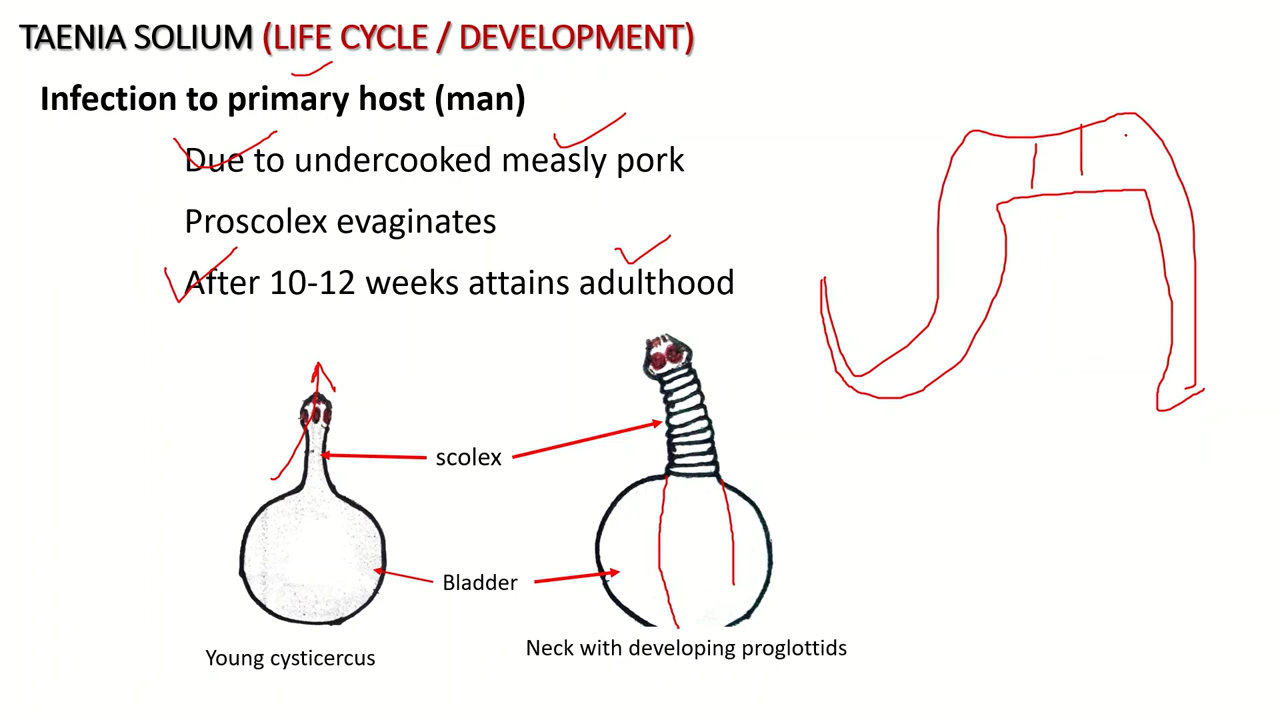 TAENIA SOLIUM (LIFE CYCLE / DEVELOPMENT)
Infection to primary host (man)
Due to undercooked measly pork
Proscolex evaginates
After 10-12 weeks attains adulthood
scolex
Bladder
Young cysticercus
Neck with developing proglottids